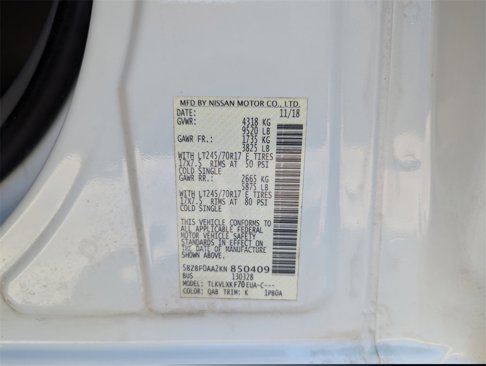 MFD BY NISSAN MOTOR CO., LTD.
DATE: 11/18
GVWR: 4318 KG
9520 LB
GAWR FR.: 1735 KG
3825 LB
WITH LT245/70R17 E TIRES
17X7.5 RIMS AT 50 PSI
COLD SINGLE
GAWR RR.: 2665 KG
5875 LB
WITH LT245/70R17 E TIRES
17X7.5 RIMS AT 80 PSI
COLD SINGLE
THIS VEHICLE CONFORMS TO
ALL APPLICABLE FEDERAL
MOTOR VEHICLE SAFETY
STANDARDS IN EFFECT ON
THE DATE OF MANUFACTURE
SHOWN ABOVE
5BZBF0AA2KN 850409
BUS 130328
MODEL: TLKVLXKF70EUA-C---
COLOR: QAB TRIM: K 1PB0A